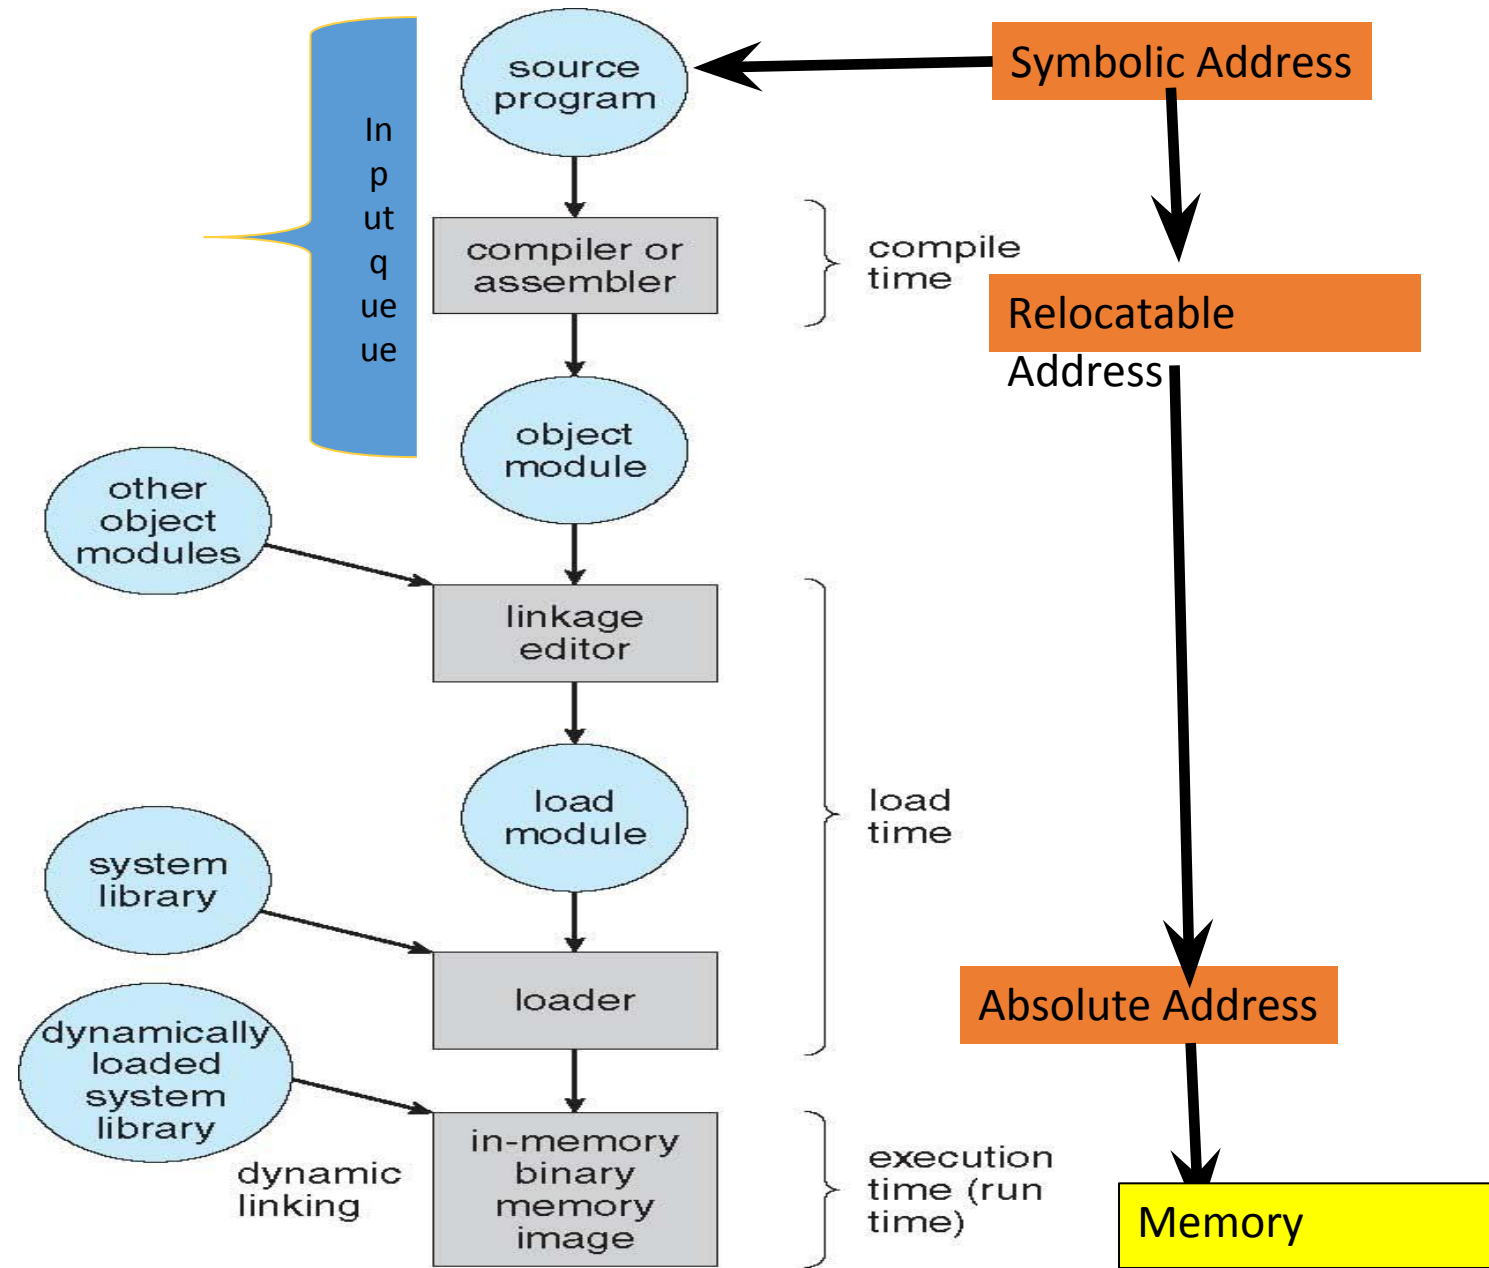 source
program
Symbolic Address
In
p
ut
q
ue
ue
compiler or
assembler
compile
time
Relocatable
Address
object
module
other
object
modules
linkage
editor
load
module
load
time
system
library
loader
Absolute Address
dynamically
loaded
system
library
dynamic
linking
in-memory
binary
memory
image
execution
time (run
time)
Memory